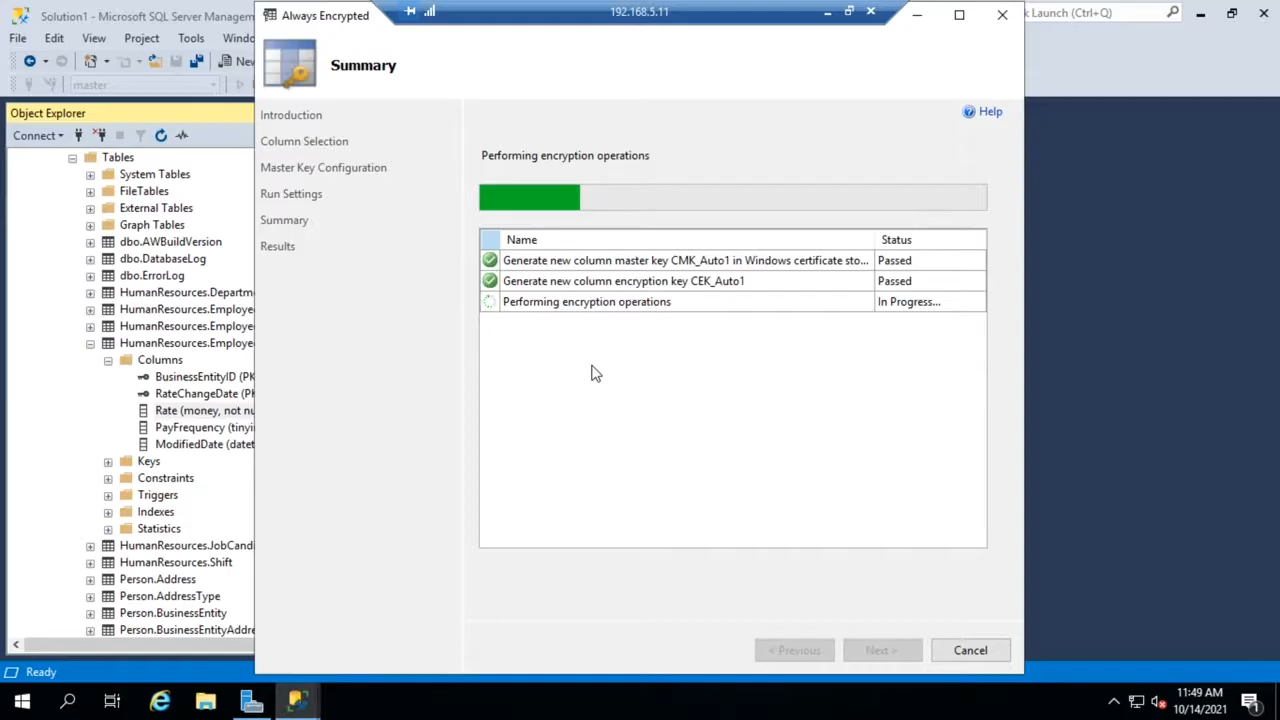 Solution1 - Microsoft SQL Server Managem
Always Encrypted
192.168.5.11
k Launch (Ctrl+Q)
File
Edit
View
Project
Tools
Windo
Ne
master
Summary
Object Explorer
Connect
Tables
System Tables
FileTables
External Tables
Graph Tables
dbo.AWBuildVersion
dbo.DatabaseLog
dbo.ErrorLog
HumanResources.Departm
HumanResources.Employe
HumanResources.Employe
HumanResources.Employe
Columns
BusinessEntityID (PK
RateChangeDate (PK
Rate (money, not nu
PayFrequency (tinyi
ModifiedDate (datet
Keys
Constraints
Triggers
Indexes
Statistics
HumanResources.JobCandi
HumanResources.Shift
Person.Address
Person.AddressType
Person.BusinessEntity
Person.BusinessEntityAddre
Introduction
Column Selection
Master Key Configuration
Run Settings
Summary
Results
Help
Performing encryption operations
Name
Status
Generate new column master key CMK_Auto1 in Windows certificate sto...
Passed
Generate new column encryption key CEK_Auto1
Passed
Performing encryption operations
In Progress...
< Previous
Next >
Cancel
Ready
11:49 AM
10/14/2021
1